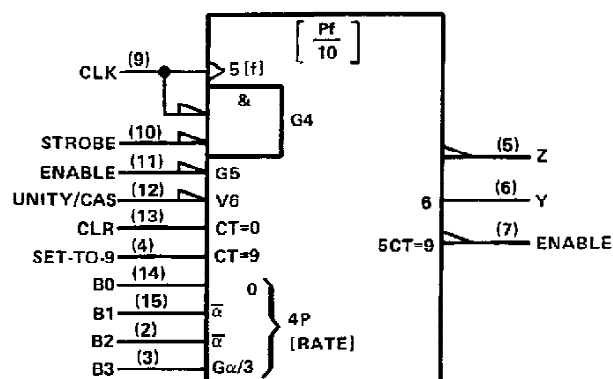 [Pf/10]
CLK (9) 5 [f]
&
G4
STROBE (10)
ENABLE (11) G5
(5) Z
UNITY/CAS (12) V6
6 (6) Y
CLR (13) CT=0
SET-TO-9 (4) CT=9
5CT=9 (7) ENABLE
B0 (14) 0
B1 (15) α
4P
B2 (2) α
[RATE]
B3 (3) Gα/3